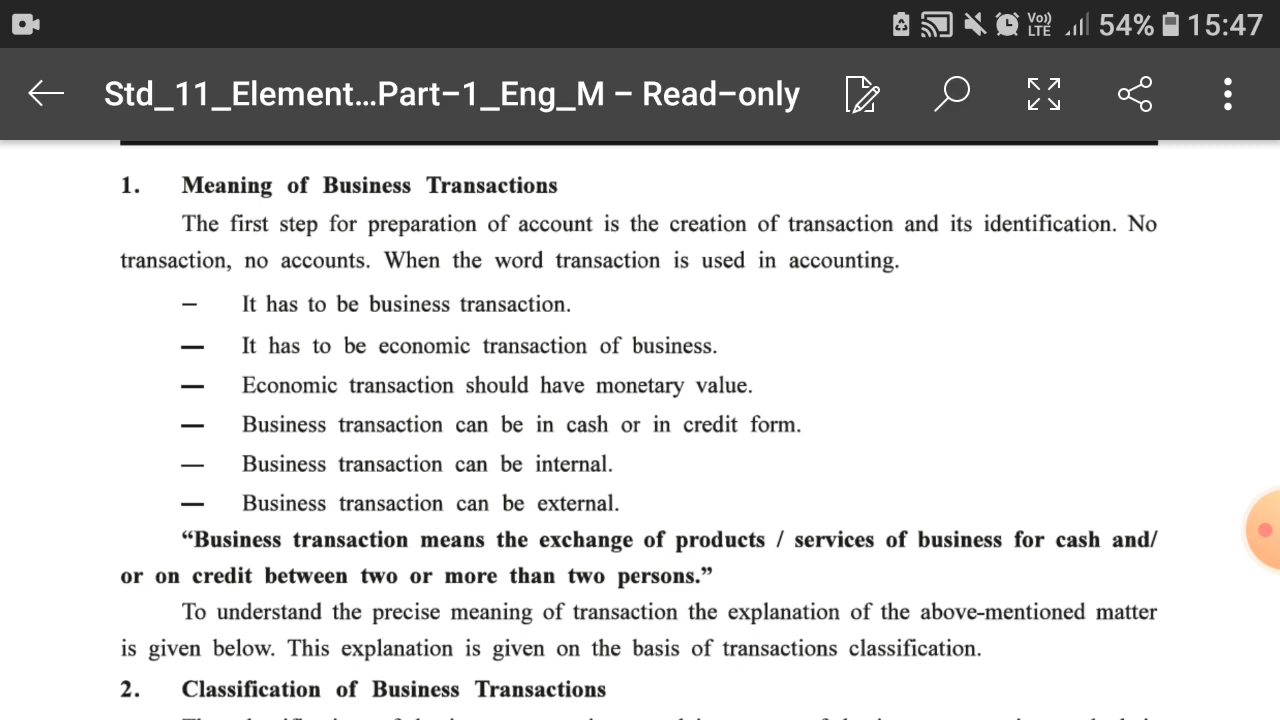 Vo)) LTE 54% 15:47
Std_11_Element...Part-1_Eng_M – Read-only
1. Meaning of Business Transactions
The first step for preparation of account is the creation of transaction and its identification. No
transaction, no accounts. When the word transaction is used in accounting.
– It has to be business transaction.
— It has to be economic transaction of business.
— Economic transaction should have monetary value.
— Business transaction can be in cash or in credit form.
— Business transaction can be internal.
— Business transaction can be external.
“Business transaction means the exchange of products / services of business for cash and/
or on credit between two or more than two persons.”
To understand the precise meaning of transaction the explanation of the above-mentioned matter
is given below. This explanation is given on the basis of transactions classification.
2. Classification of Business Transactions